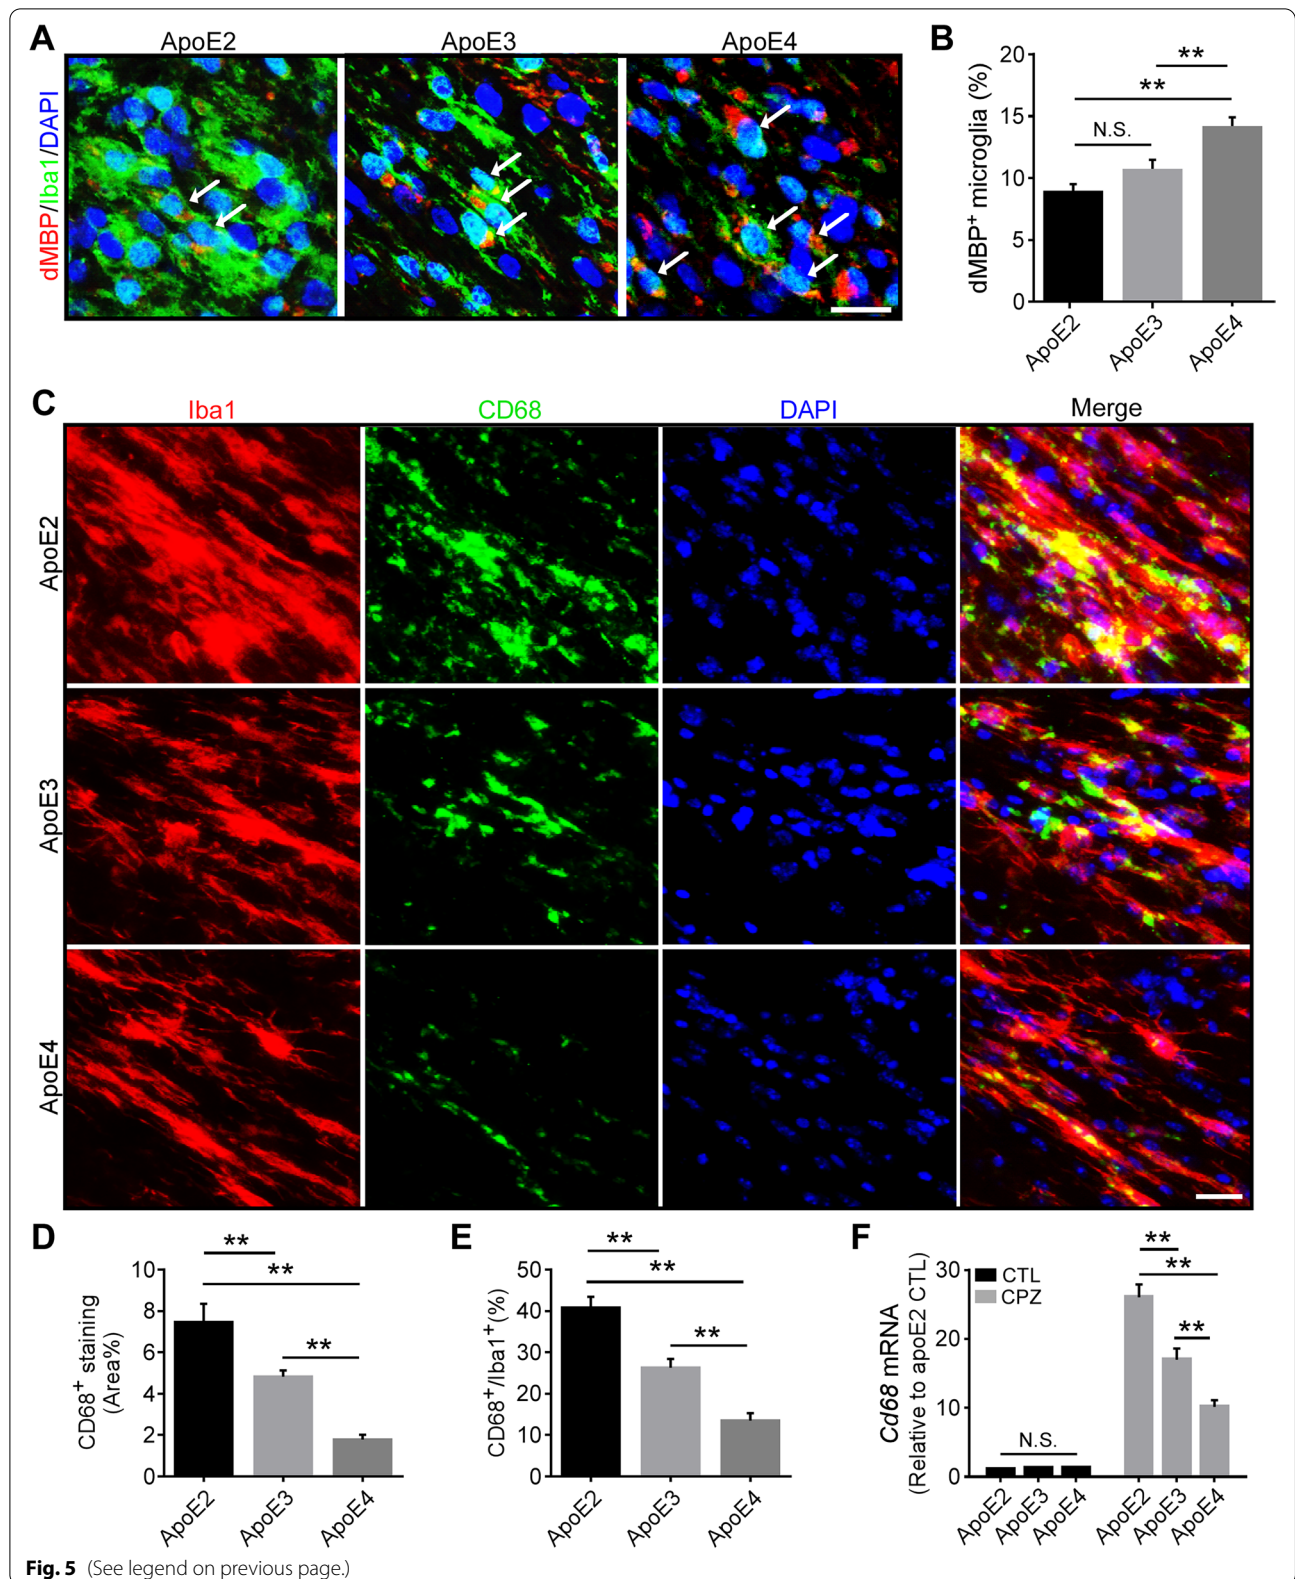 A
ApoE2
ApoE3
ApoE4
dMBP/Iba1/DAPI
B
dMBP⁺ microglia (%)
20
15
10
5
0
**
**
N.S.
ApoE2
ApoE3
ApoE4
C
Iba1
CD68
DAPI
Merge
ApoE2
ApoE3
ApoE4
D
CD68⁺ staining
(Area%)
10
8
6
4
2
0
**
**
**
ApoE2
ApoE3
ApoE4
E
CD68⁺/Iba1⁺(%)
50
40
30
20
10
0
**
**
**
ApoE2
ApoE3
ApoE4
F
Cd68 mRNA
(Relative to apoE2 CTL)
30
20
10
0
CTL
CPZ
N.S.
**
**
**
ApoE2
ApoE3
ApoE4
ApoE2
ApoE3
ApoE4
Fig. 5 (See legend on previous page.)